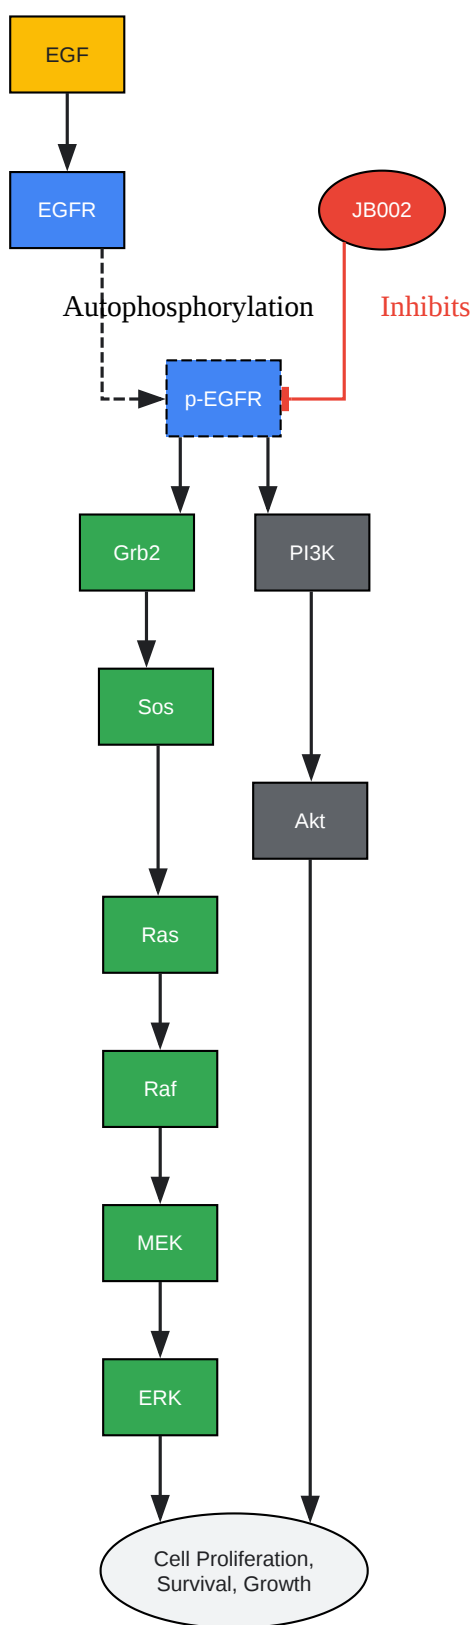 EGF
EGFR
JB002
Autophosphorylation
Inhibits
p-EGFR
Grb2
PI3K
Sos
Akt
Ras
Raf
MEK
ERK
Cell Proliferation,
Survival, Growth